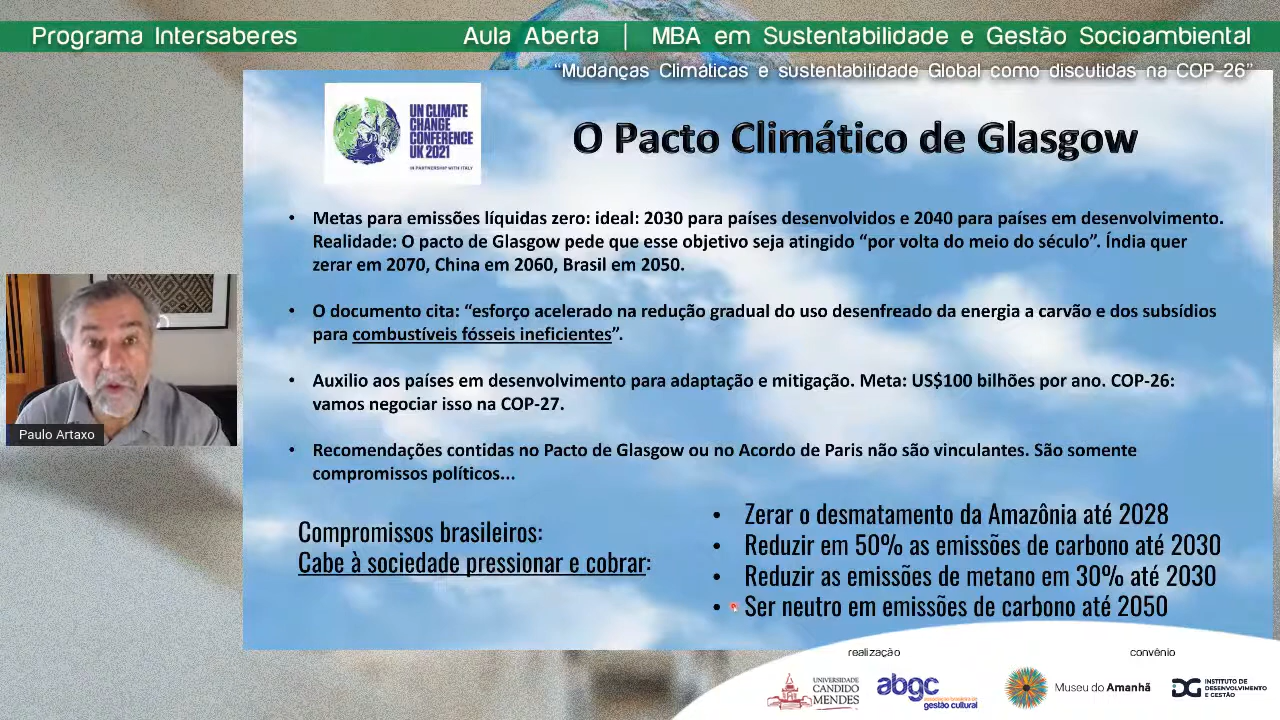 Programa Intersaberes
Aula Aberta | MBA em Sustentabilidade e Gestão Socioambiental
“Mudanças Climáticas e sustentabilidade Global como discutidas na COP-26”
UN CLIMATE
CHANGE
CONFERENCE
UK 2021
IN PARTNERSHIP WITH ITALY
O Pacto Climático de Glasgow
• Metas para emissões líquidas zero: ideal: 2030 para países desenvolvidos e 2040 para países em desenvolvimento.
Realidade: O pacto de Glasgow pede que esse objetivo seja atingido “por volta do meio do século”. Índia quer
zerar em 2070, China em 2060, Brasil em 2050.
• O documento cita: “esforço acelerado na redução gradual do uso desenfreado da energia a carvão e dos subsídios
para combustíveis fósseis ineficientes”.
• Auxilio aos países em desenvolvimento para adaptação e mitigação. Meta: US$100 bilhões por ano. COP-26:
vamos negociar isso na COP-27.
• Recomendações contidas no Pacto de Glasgow ou no Acordo de Paris não são vinculantes. São somente
compromissos políticos...
Compromissos brasileiros:
Cabe à sociedade pressionar e cobrar:
• Zerar o desmatamento da Amazônia até 2028
• Reduzir em 50% as emissões de carbono até 2030
• Reduzir as emissões de metano em 30% até 2030
• Ser neutro em emissões de carbono até 2050
Paulo Artaxo
realização
convênio
UNIVERSIDADE
CANDIDO
MENDES
abgc
gestão cultural
Museu do Amanhã
DG
INSTITUTO DE
DESENVOLVIMENTO
E GESTÃO